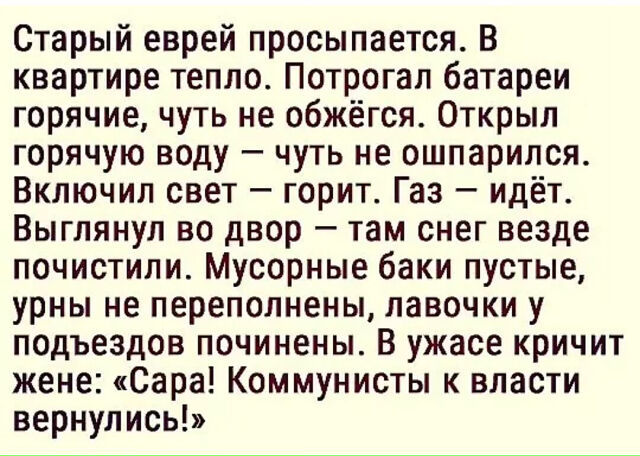 Старый еврей просыпается. В
квартире тепло. Потрогал батареи
горячие, чуть не обжёгся. Открыл
горячую воду – чуть не ошпарился.
Включил свет – горит. Газ – идёт.
Выглянул во двор – там снег везде
почистили. Мусорные баки пустые,
урны не переполнены, лавочки у
подъездов починены. В ужасе кричит
жене: «Сара! Коммунисты к власти
вернулись!»